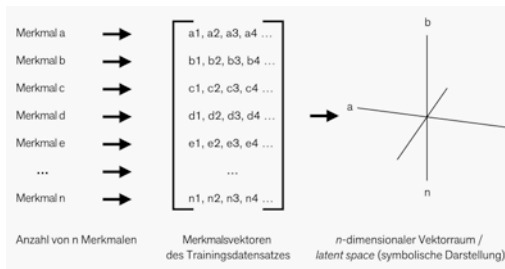 Merkmal a
a1, a2, a3, a4 ...
Merkmal b
b1, b2, b3, b4 ...
Merkmal c
c1, c2, c3, c4 ...
Merkmal d
d1, d2, d3, d4 ...
Merkmal e
e1, e2, e3, e4 ...
...
...
Merkmal n
n1, n2, n3, n4 ...
b
a
n
Anzahl von n Merkmalen
Merkmalsvektoren
des Trainingsdatensatzes
n-dimensionaler Vektorraum /
latent space (symbolische Darstellung)